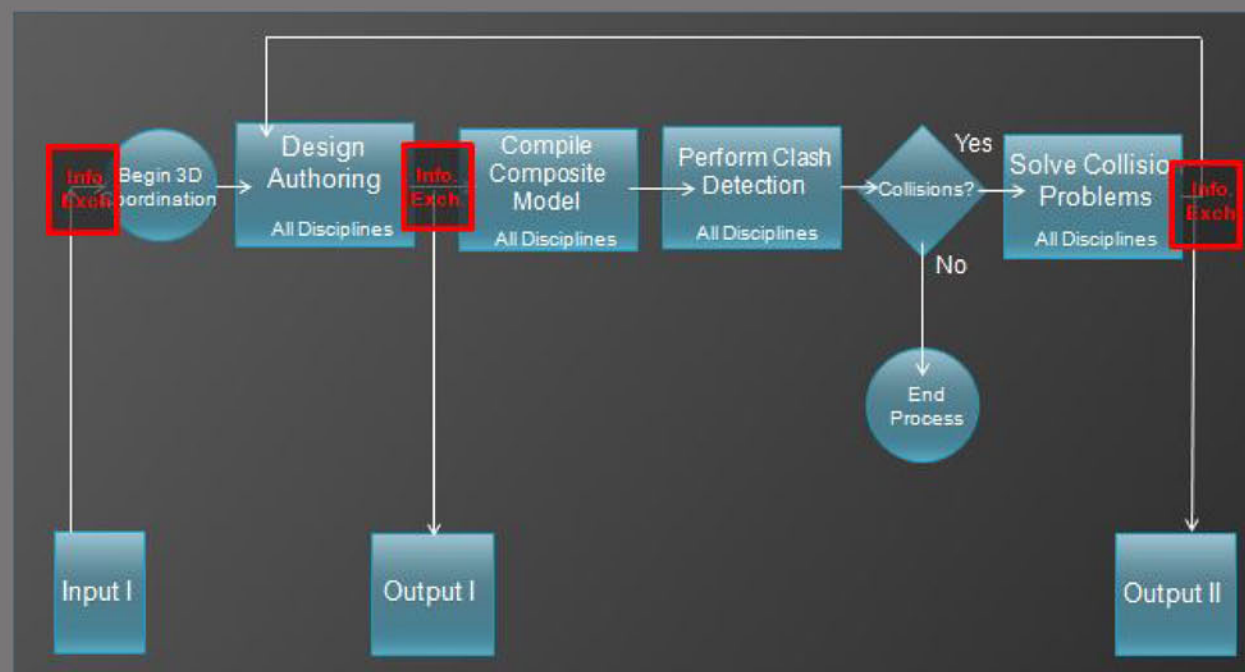 Info.
Exch
Begin 3D
oordination
Design
Authoring
All Disciplines
Info.
Exch
Compile
Composite
Model
All Disciplines
Perform Clash
Detection
All Disciplines
Collisions?
Yes
No
Solve Collision
Problems
All Disciplines
Info.
Exch
End
Process
Input I
Output I
Output II